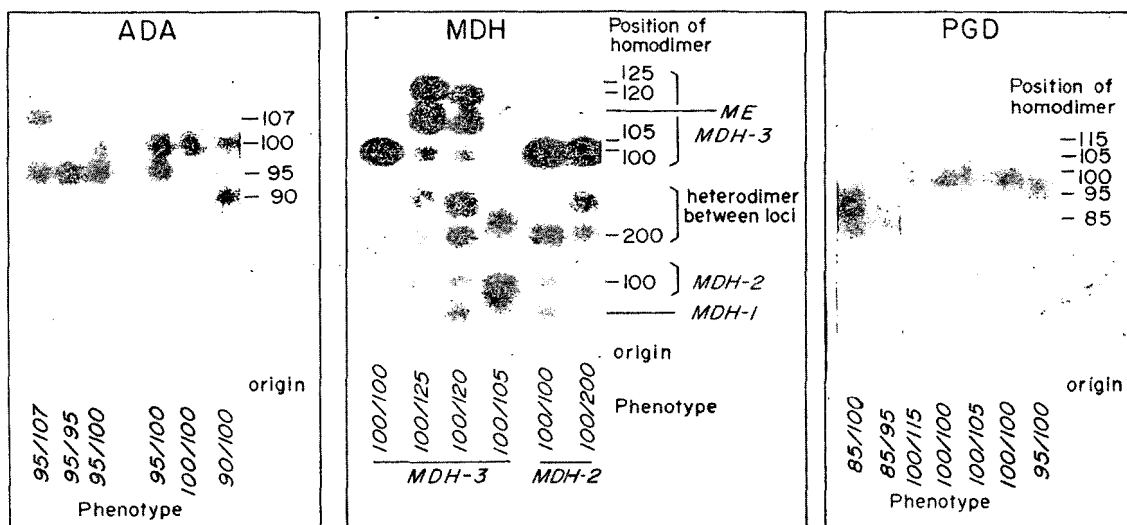 ADA
–107
–100
–95
–90
origin
95/107
95/95
95/100
95/100
100/100
90/100
Phenotype
MDH
Position of
homodimer
–125
–120
ME
MDH-3
–105
–100
heterodimer
between loci
–200
–100
MDH-2
MDH-1
origin
100/100
100/125
100/120
100/105
100/100
100/200
Phenotype
MDH-3
MDH-2
PGD
Position of
homodimer
–115
–105
–100
–95
–85
origin
85/100
85/95
100/115
100/100
100/105
100/100
95/100
Phenotype